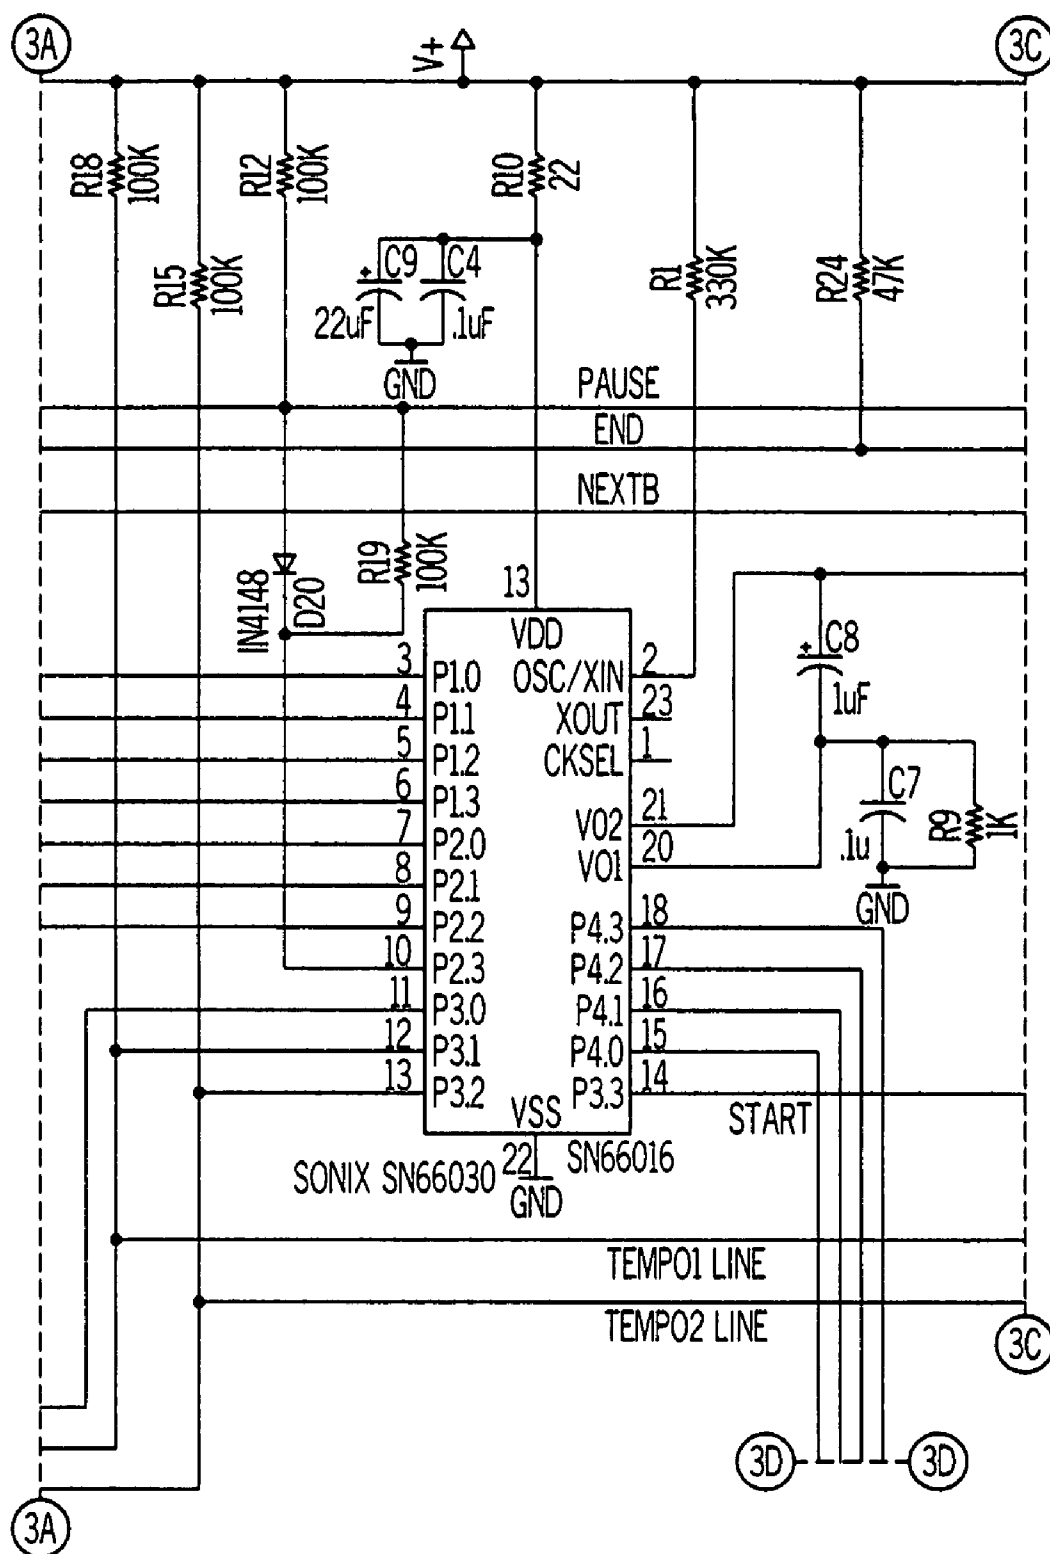 3A
3C
V+
R18
100K
R12
100K
R10
22
R15
100K
C9
C4
22uF
.1uF
GND
R1
330K
R24
47K
PAUSE
END
NEXTB
IN4148
D20
R19
100K
13
VDD
3 P1.0
4 P1.1
5 P1.2
6 P1.3
7 P2.0
8 P2.1
9 P2.2
10 P2.3
11 P3.0
12 P3.1
13 P3.2
OSC/XIN 2
XOUT 23
CKSEL 1
VO2 21
VO1 20
P4.3 18
P4.2 17
P4.1 16
P4.0 15
P3.3 14
VSS
C8
1uF
C7
.1u
R9
1K
GND
START
22
SN66016
SONIX SN66030
GND
TEMPO1 LINE
TEMPO2 LINE
3C
3D
3D
3A